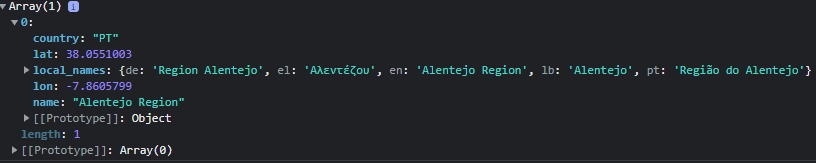 Array(1) i
0:
country: "PT"
lat: 38.0551003
local_names: {de: 'Region Alentejo', el: 'Αλεντέζου', en: 'Alentejo Region', lb: 'Alentejo', pt: 'Região do Alentejo'}
lon: -7.8605799
name: "Alentejo Region"
[[Prototype]]: Object
length: 1
[[Prototype]]: Array(0)